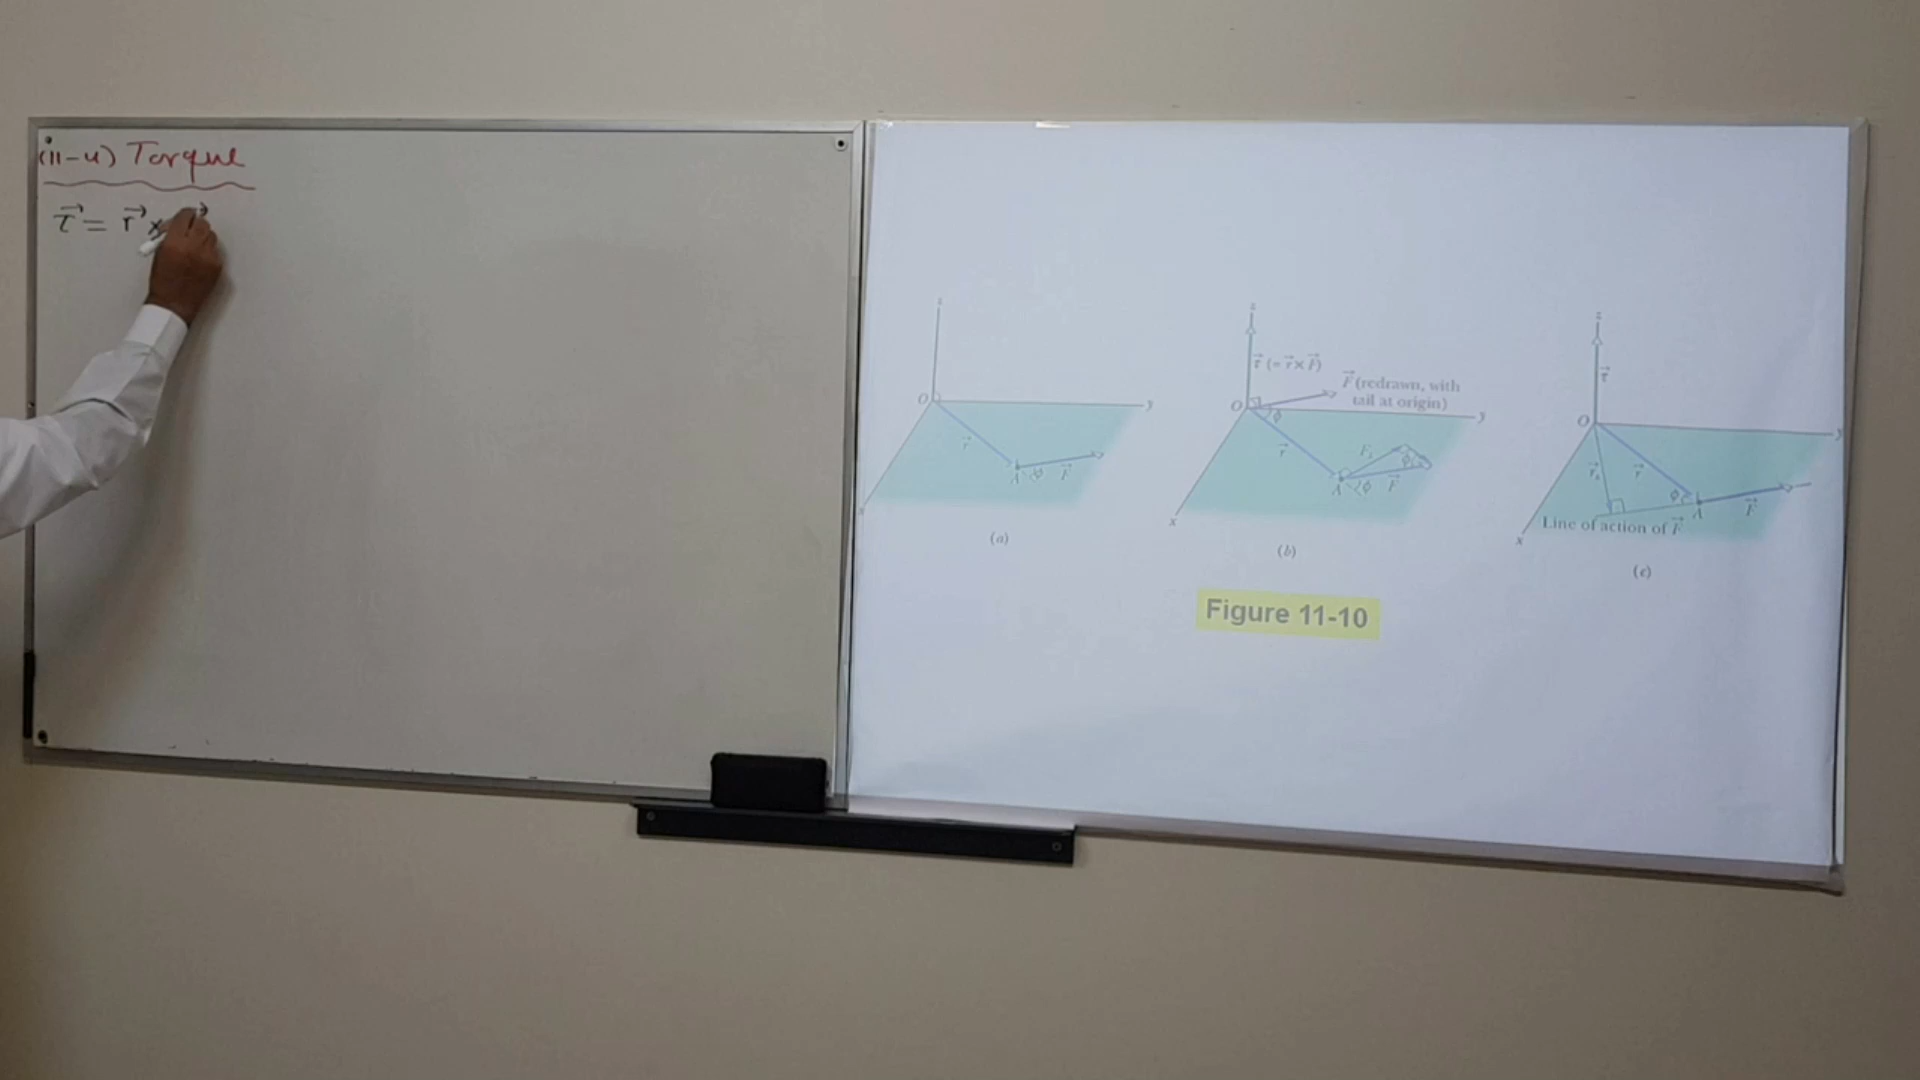 (11-4) Torque
τ⃗ = r⃗ ×
z
O
y
r⃗
A
ϕ
F⃗
x
(a)
z
τ⃗ (= r⃗ × F⃗)
F⃗ (redrawn, with
tail at origin)
O
ϕ
y
r⃗
A
ϕ
F⃗
x
(b)
z
τ⃗
O
y
r⃗
ϕ
A
F⃗
Line of action of F⃗
x
(c)
Figure 11-10